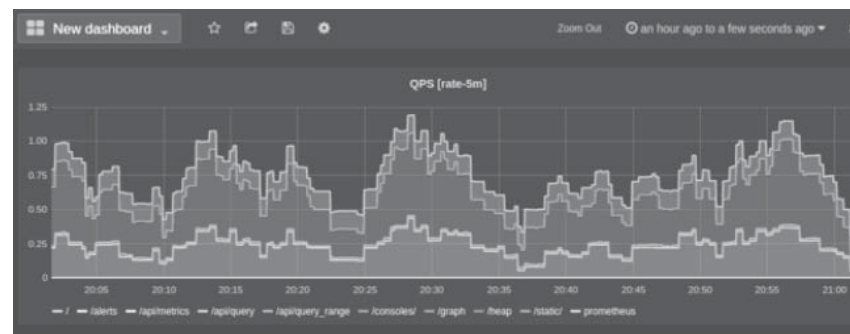 New dashboard
Zoom Out
an hour ago to a few seconds ago
QPS [rate-5m]
1.25
1.00
0.75
0.50
0.25
0
20:05 20:10 20:15 20:20 20:25 20:30 20:35 20:40 20:45 20:50 20:55 21:00
/ /alerts /api/metrics /api/query /api/query_range /consoles/ /graph /heap /static/ prometheus